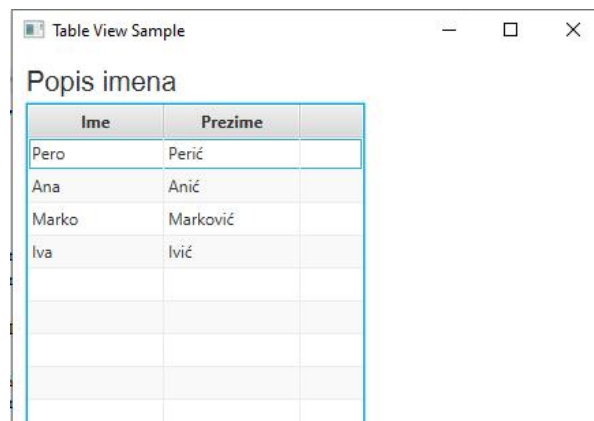 Table View Sample
Popis imena
Ime Prezime
Pero Perić
Ana Anić
Marko Marković
Iva Ivić